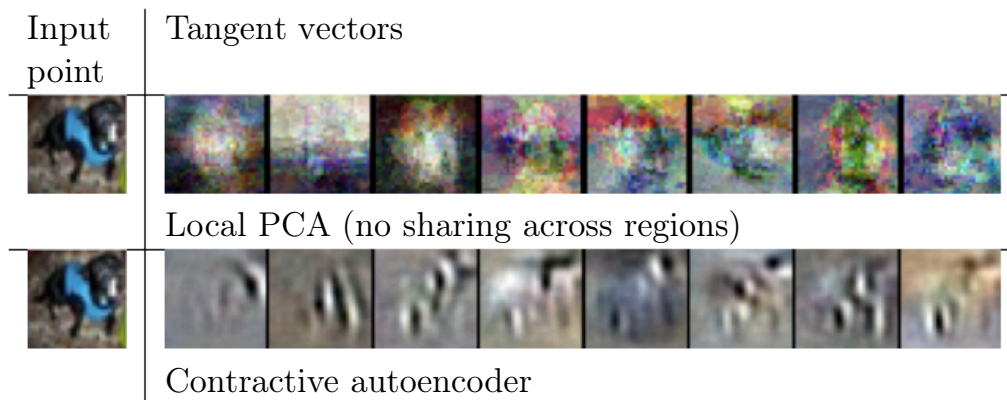 Input point
Tangent vectors
Local PCA (no sharing across regions)
Contractive autoencoder